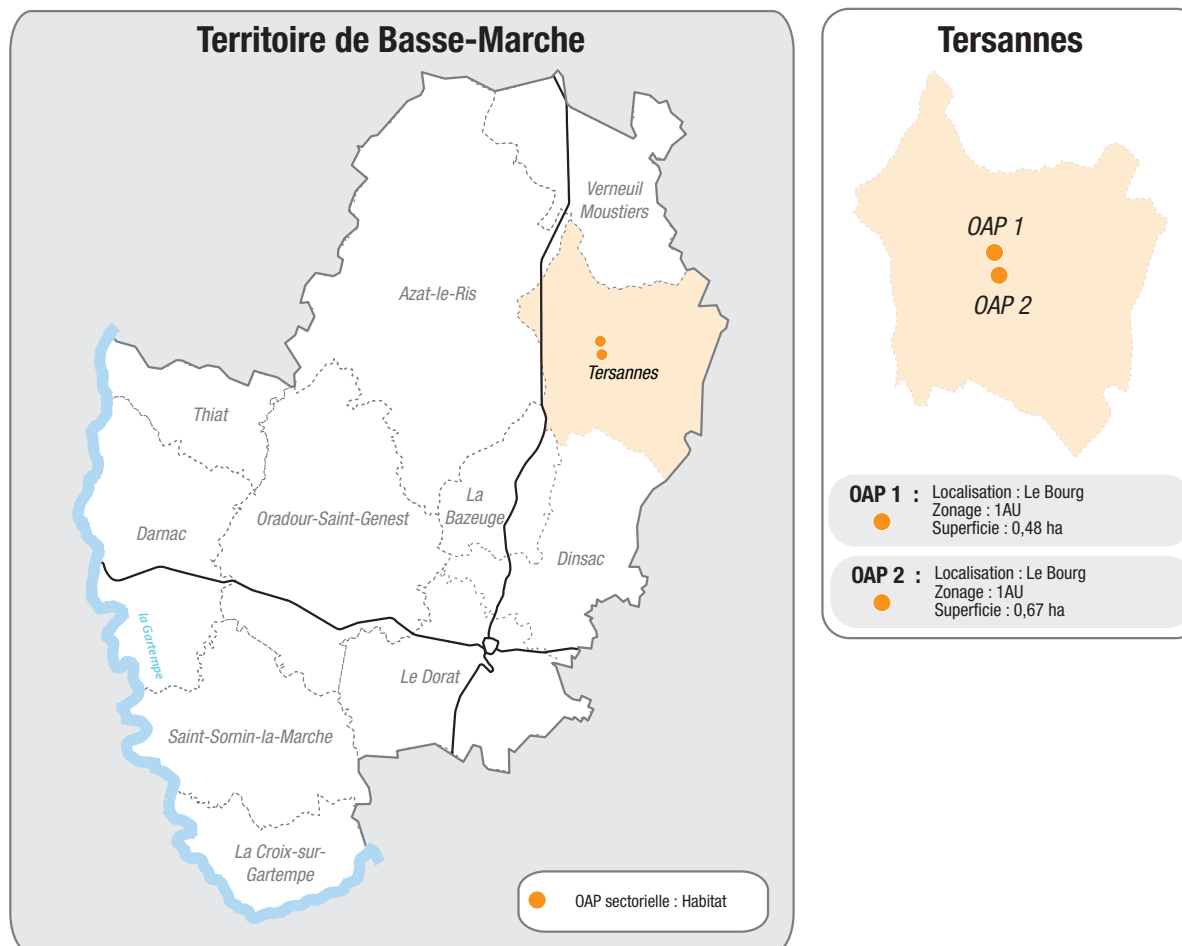 Territoire de Basse-Marche
Verneuil
Moustiers
Azat-le-Ris
Tersannes
Thiat
La
Bazeuge
Oradour-Saint-Genest
Darnac
Dinsac
la Gartempe
Le Dorat
Saint-Sornin-la-Marche
La Croix-sur-
Gartempe
OAP sectorielle : Habitat
Tersannes
OAP 1
OAP 2
OAP 1 : Localisation : Le Bourg
Zonage : 1AU
Superficie : 0,48 ha
OAP 2 : Localisation : Le Bourg
Zonage : 1AU
Superficie : 0,67 ha